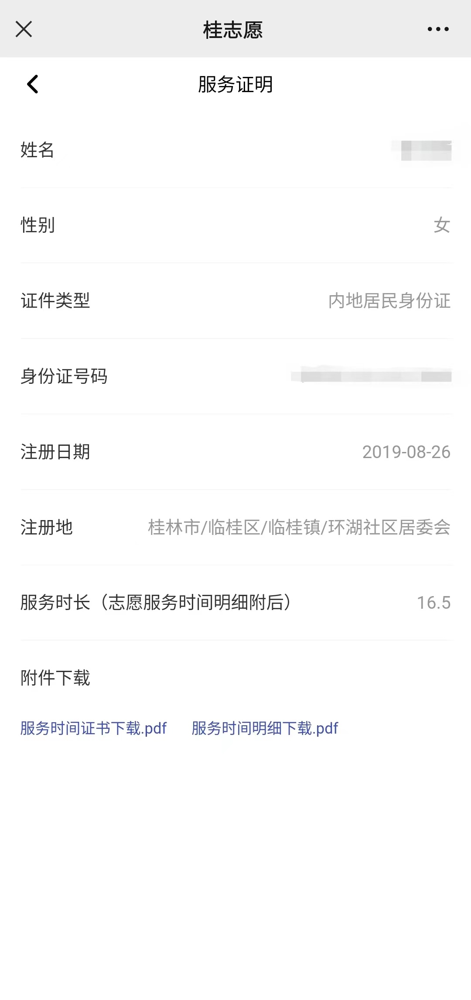 桂志愿
服务证明
姓名
性别 女
证件类型 内地居民身份证
身份证号码
注册日期 2019-08-26
注册地 桂林市/临桂区/临桂镇/环湖社区居委会
服务时长（志愿服务时间明细附后） 16.5
附件下载
服务时间证书下载.pdf 服务时间明细下载.pdf